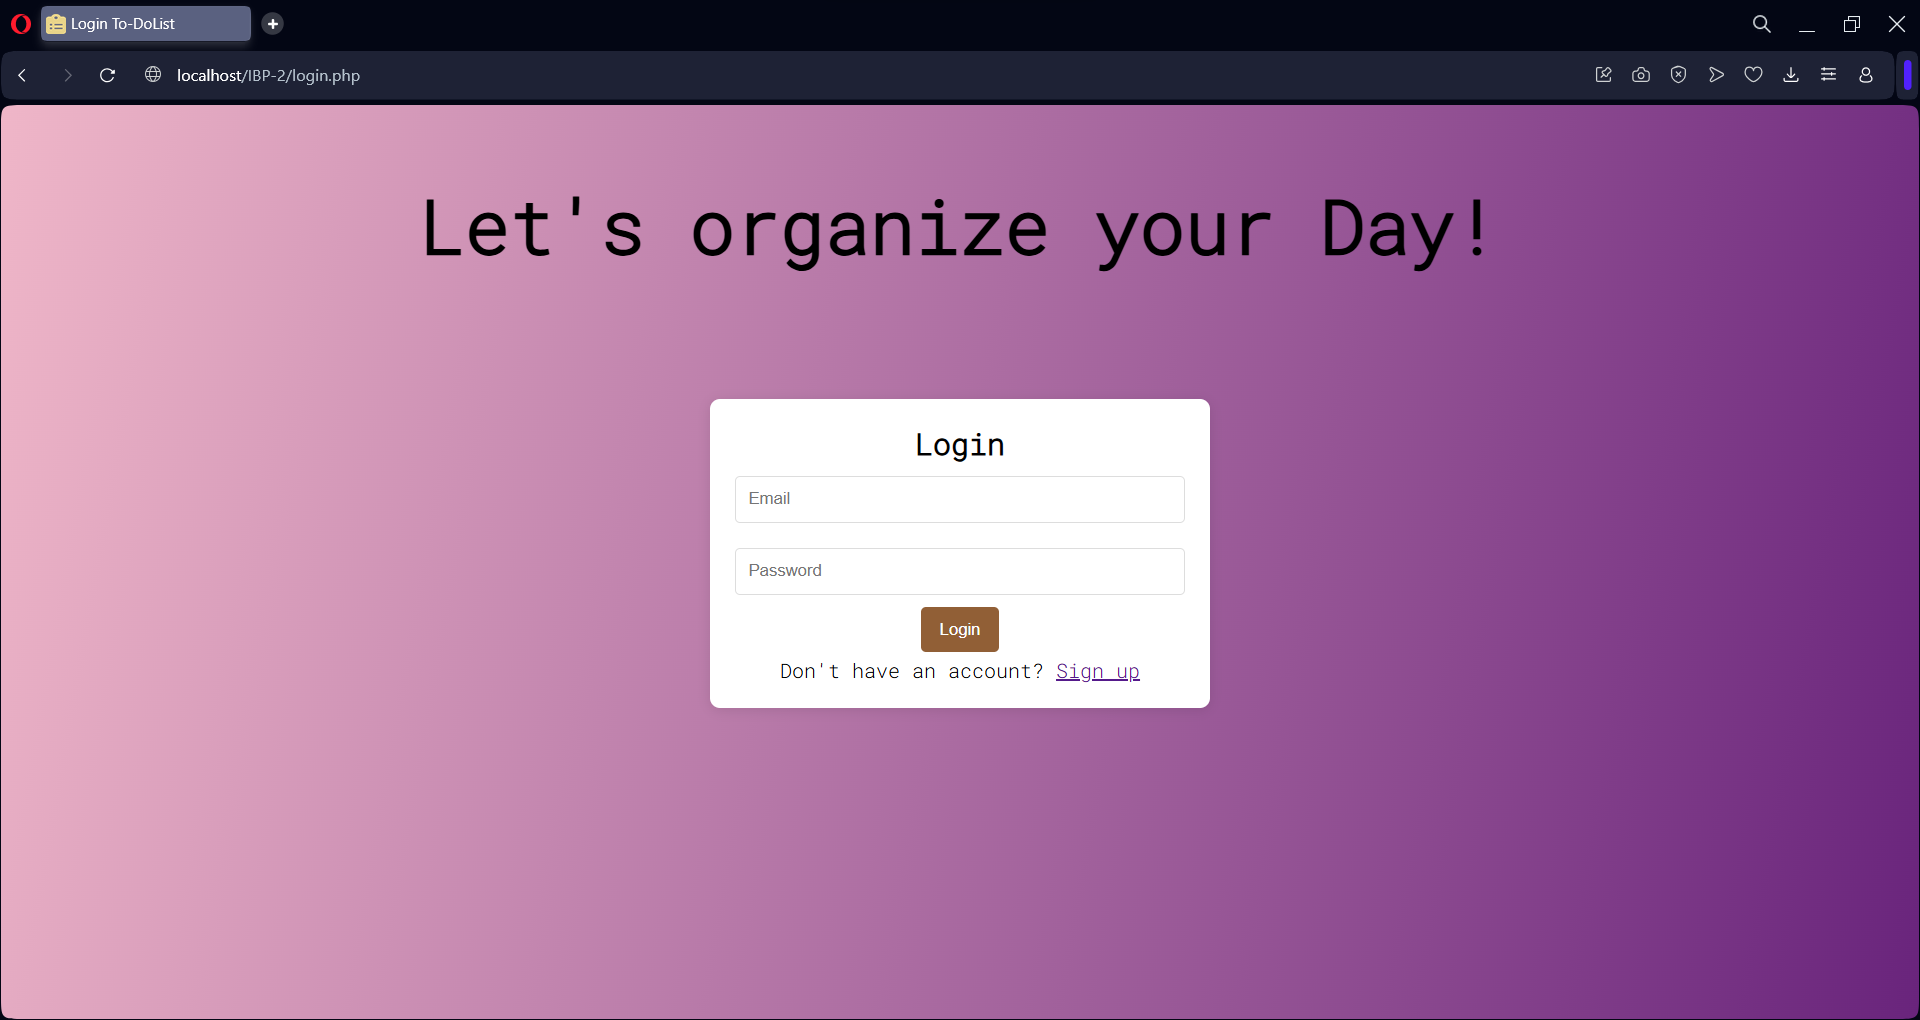 Login To-DoList
localhost/IBP-2/login.php
Let's organize your Day!
Login
Email
Password
Login
Don't have an account? Sign up